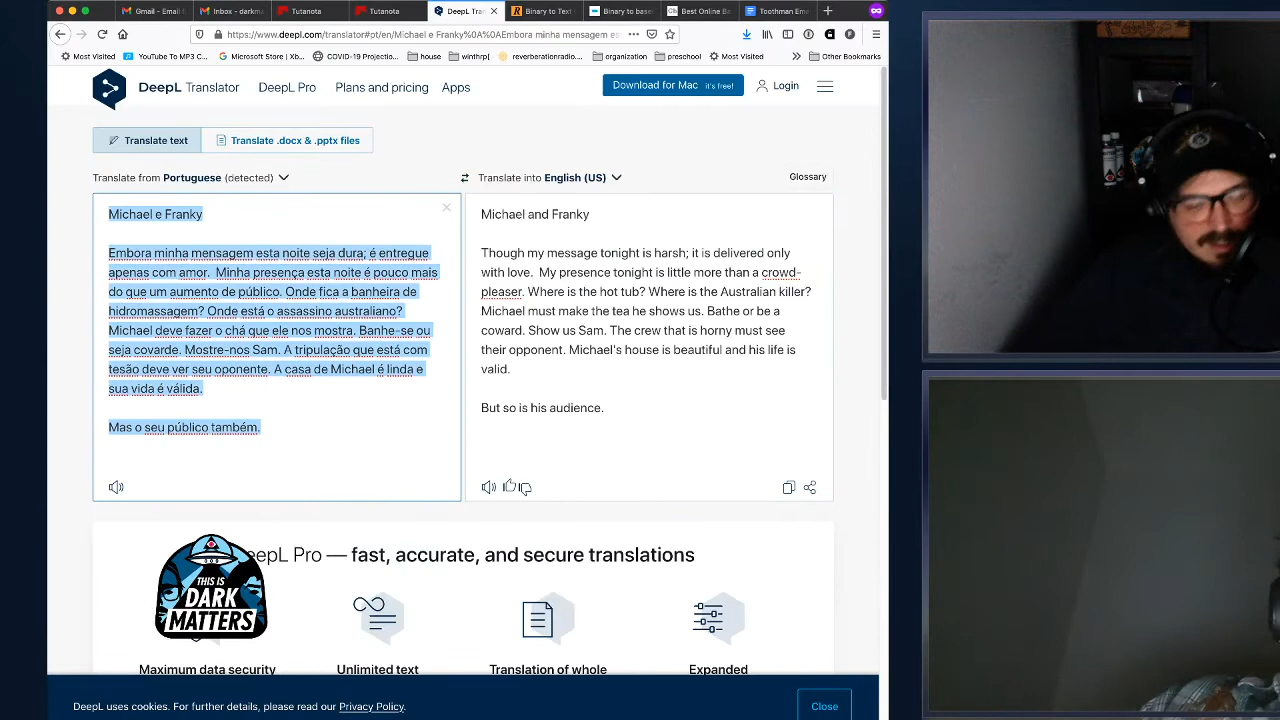 Gmail - Email
Inbox - darkm
Tutanota
Tutanota
DeepL Tran
Binary to Text
Binary to base
Best Online Ba
Toothman Eme
https://www.deepl.com/translator#pt/en/Michael e Franky%0A%0AEmbora minha mensagem es
Most Visited
YouTube To MP3 C...
Microsoft Store | Xb...
COVID-19 Projectio...
house
winthrp[
reverberationradio....
organization
preschool
Most Visited
Other Bookmarks
DeepL Translator
DeepL Pro
Plans and pricing
Apps
Download for Mac it's free!
Login
Translate text
Translate .docx & .pptx files
Translate from Portuguese (detected)
Translate into English (US)
Glossary
Michael e Franky
Embora minha mensagem esta noite seja dura; é entregue
apenas com amor. Minha presença esta noite é pouco mais
do que um aumento de público. Onde fica a banheira de
hidromassagem? Onde está o assassino australiano?
Michael deve fazer o chá que ele nos mostra. Banhe-se ou
seja covarde. Mostre-nos Sam. A tripulação que está com
tesão deve ver seu oponente. A casa de Michael é linda e
sua vida é válida.
Mas o seu público também.
Michael and Franky
Though my message tonight is harsh; it is delivered only
with love. My presence tonight is little more than a crowd-
pleaser. Where is the hot tub? Where is the Australian killer?
Michael must make the tea he shows us. Bathe or be a
coward. Show us Sam. The crew that is horny must see
their opponent. Michael's house is beautiful and his life is
valid.
But so is his audience.
eepL Pro — fast, accurate, and secure translations
THIS IS
DARK
MATTERS
Maximum data security
Unlimited text
Translation of whole
Expanded
DeepL uses cookies. For further details, please read our Privacy Policy.
Close